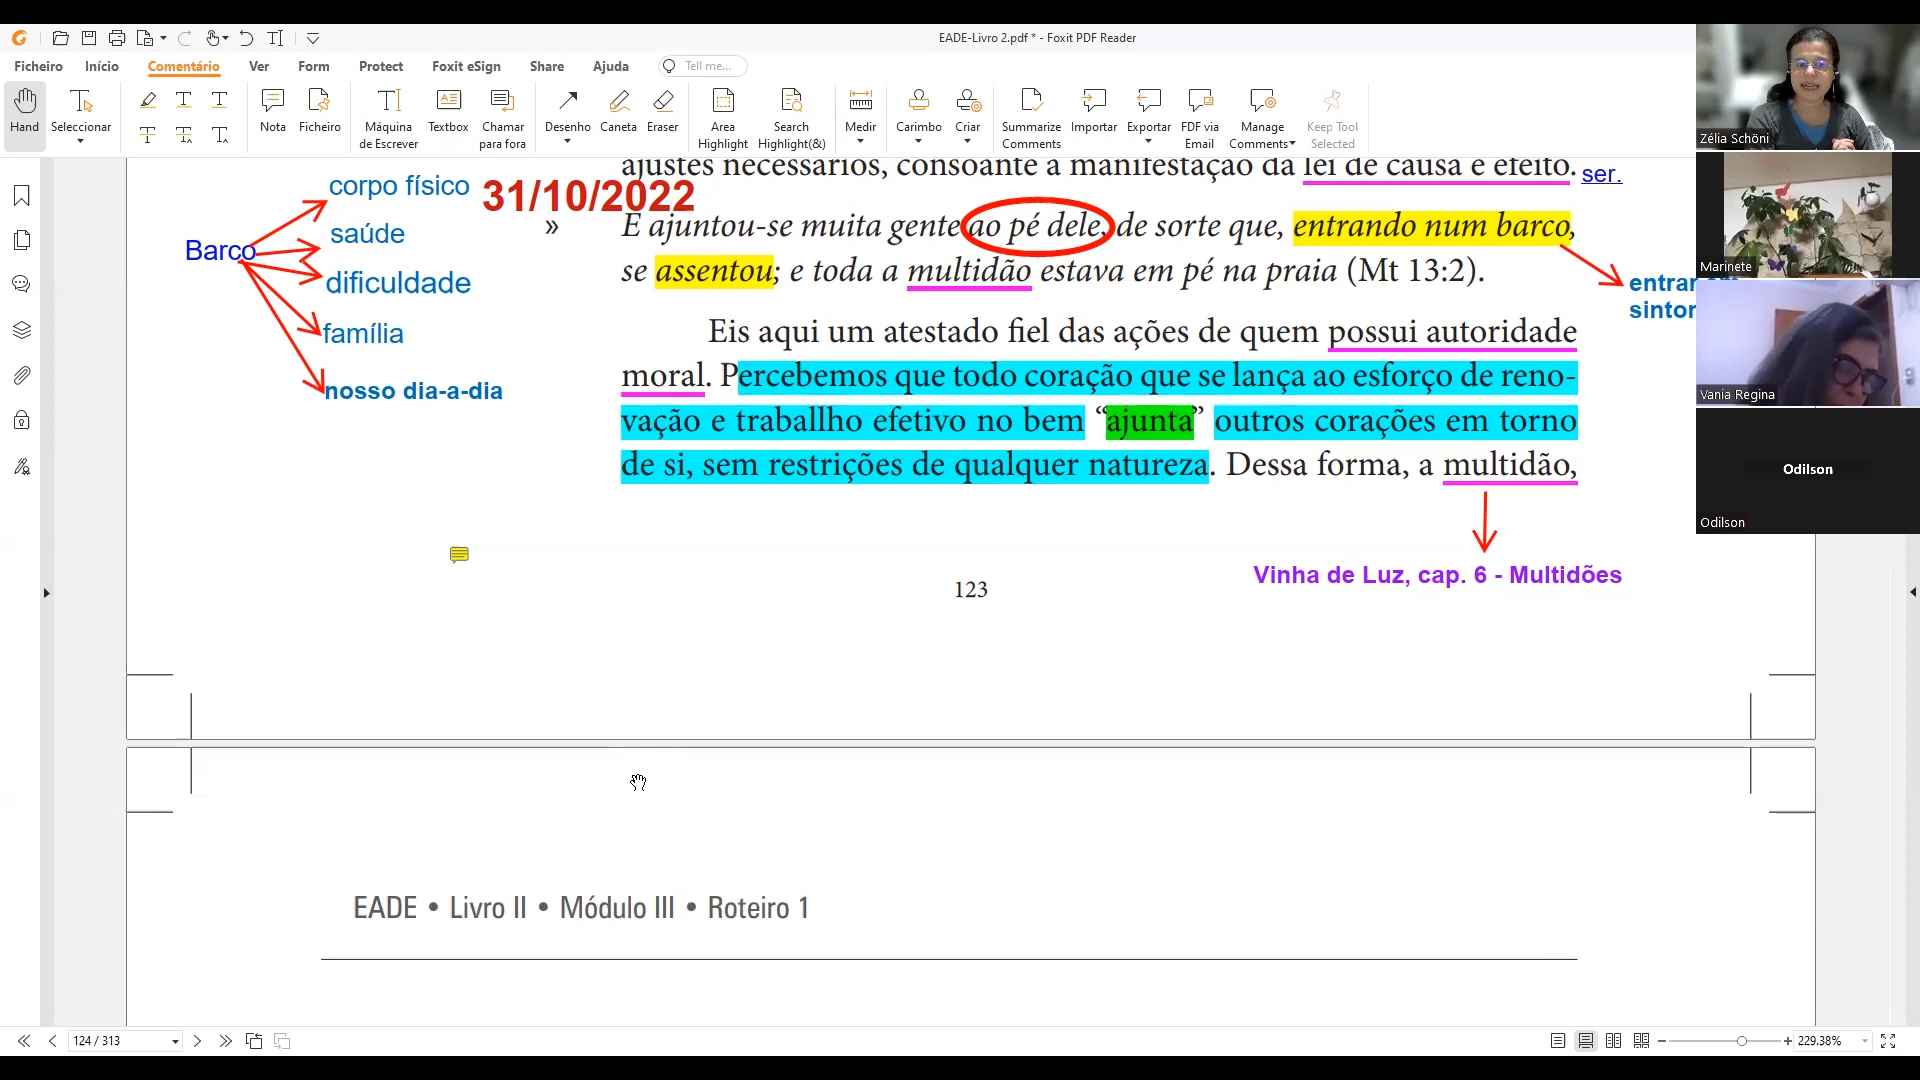 EADE-Livro 2.pdf * - Foxit PDF Reader
Ficheiro Início Comentário Ver Form Protect Foxit eSign Share Ajuda Tell me...
Hand Seleccionar Nota Ficheiro Máquina de Escrever Textbox Chamar para fora Desenho Caneta Eraser Area Highlight Search Highlight(&) Medir Carimbo Criar Summarize Comments Importar Exportar FDF via Email Manage Comments Keep Tool Selected
Zélia Schöni
Marinete
Vania Regina
Odilson
Odilson
ajustes necessários, consoante a manifestação da lei de causa e efeito. ser.
corpo físico
31/10/2022
saúde
Barco
dificuldade
família
nosso dia-a-dia
» E ajuntou-se muita gente ao pé dele, de sorte que, entrando num barco,
se assentou; e toda a multidão estava em pé na praia (Mt 13:2).
entrar
Eis aqui um atestado fiel das ações de quem possui autoridade
moral. Percebemos que todo coração que se lança ao esforço de reno-
vação e traballho efetivo no bem “ajunta” outros corações em torno
de si, sem restrições de qualquer natureza. Dessa forma, a multidão,
Vinha de Luz, cap. 6 - Multidões
123
EADE • Livro II • Módulo III • Roteiro 1
124 / 313
229.38%